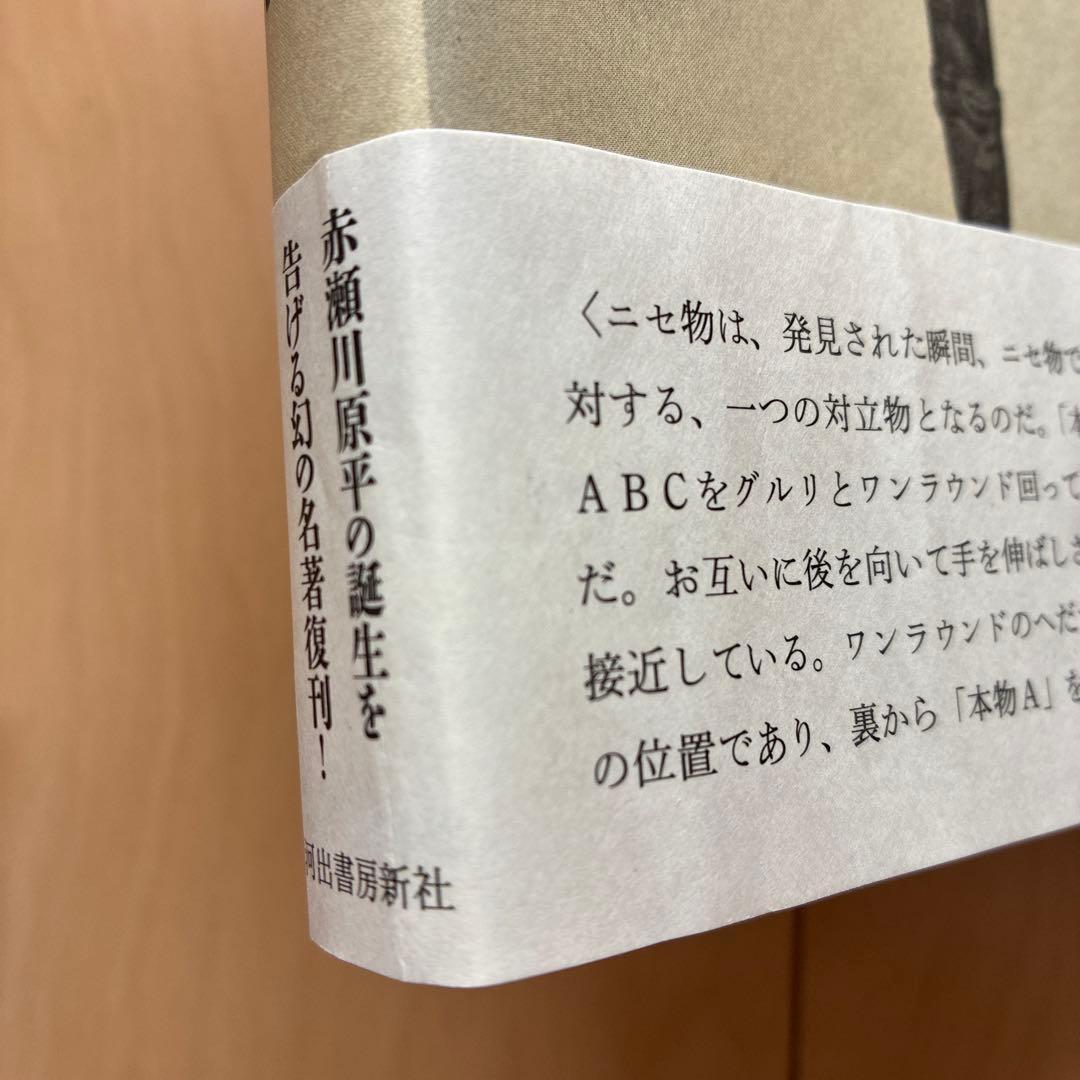 赤瀬川原平の誕生を
告げる幻の名著復刊！
河出書房新社
〈ニセ物は、発見された瞬間、ニセ物で
対する、一つの対立物となるのだ。「本
ＡＢＣをグルリとワンラウンド回って
だ。お互いに後を向いて手を伸ばしさ
接近している。ワンラウンドのへだ
の位置であり、裏から「本物Ａ」を